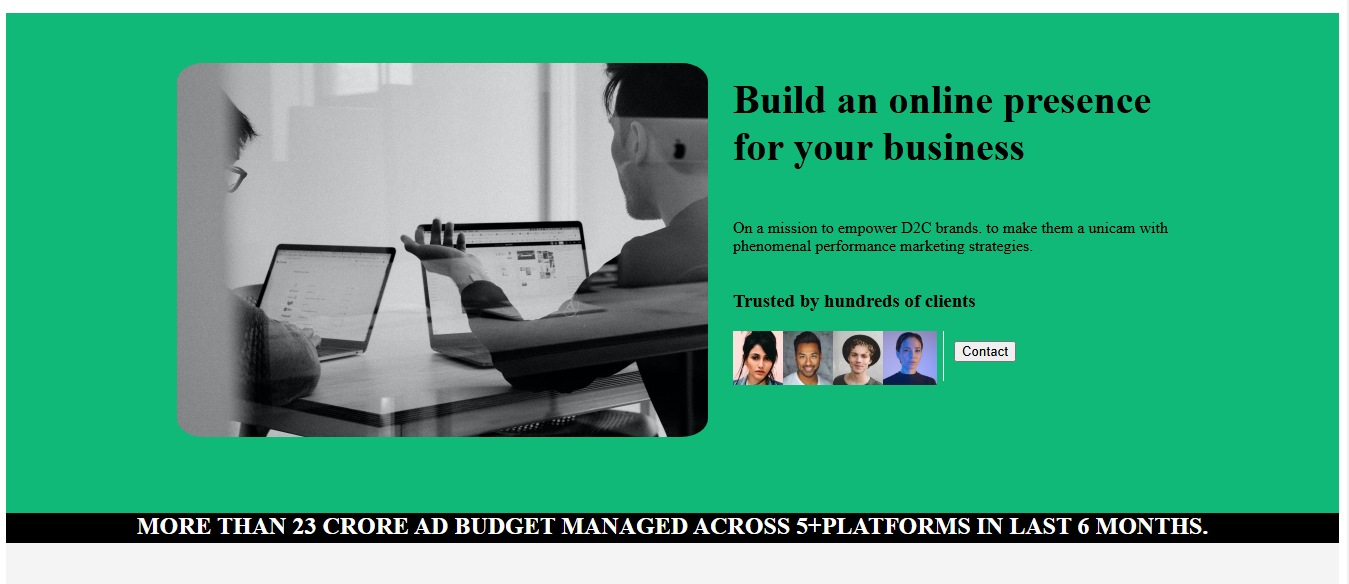 Build an online presence
for your business
On a mission to empower D2C brands. to make them a unicam with
phenomenal performance marketing strategies.
Trusted by hundreds of clients
Contact
MORE THAN 23 CRORE AD BUDGET MANAGED ACROSS 5+PLATFORMS IN LAST 6 MONTHS.